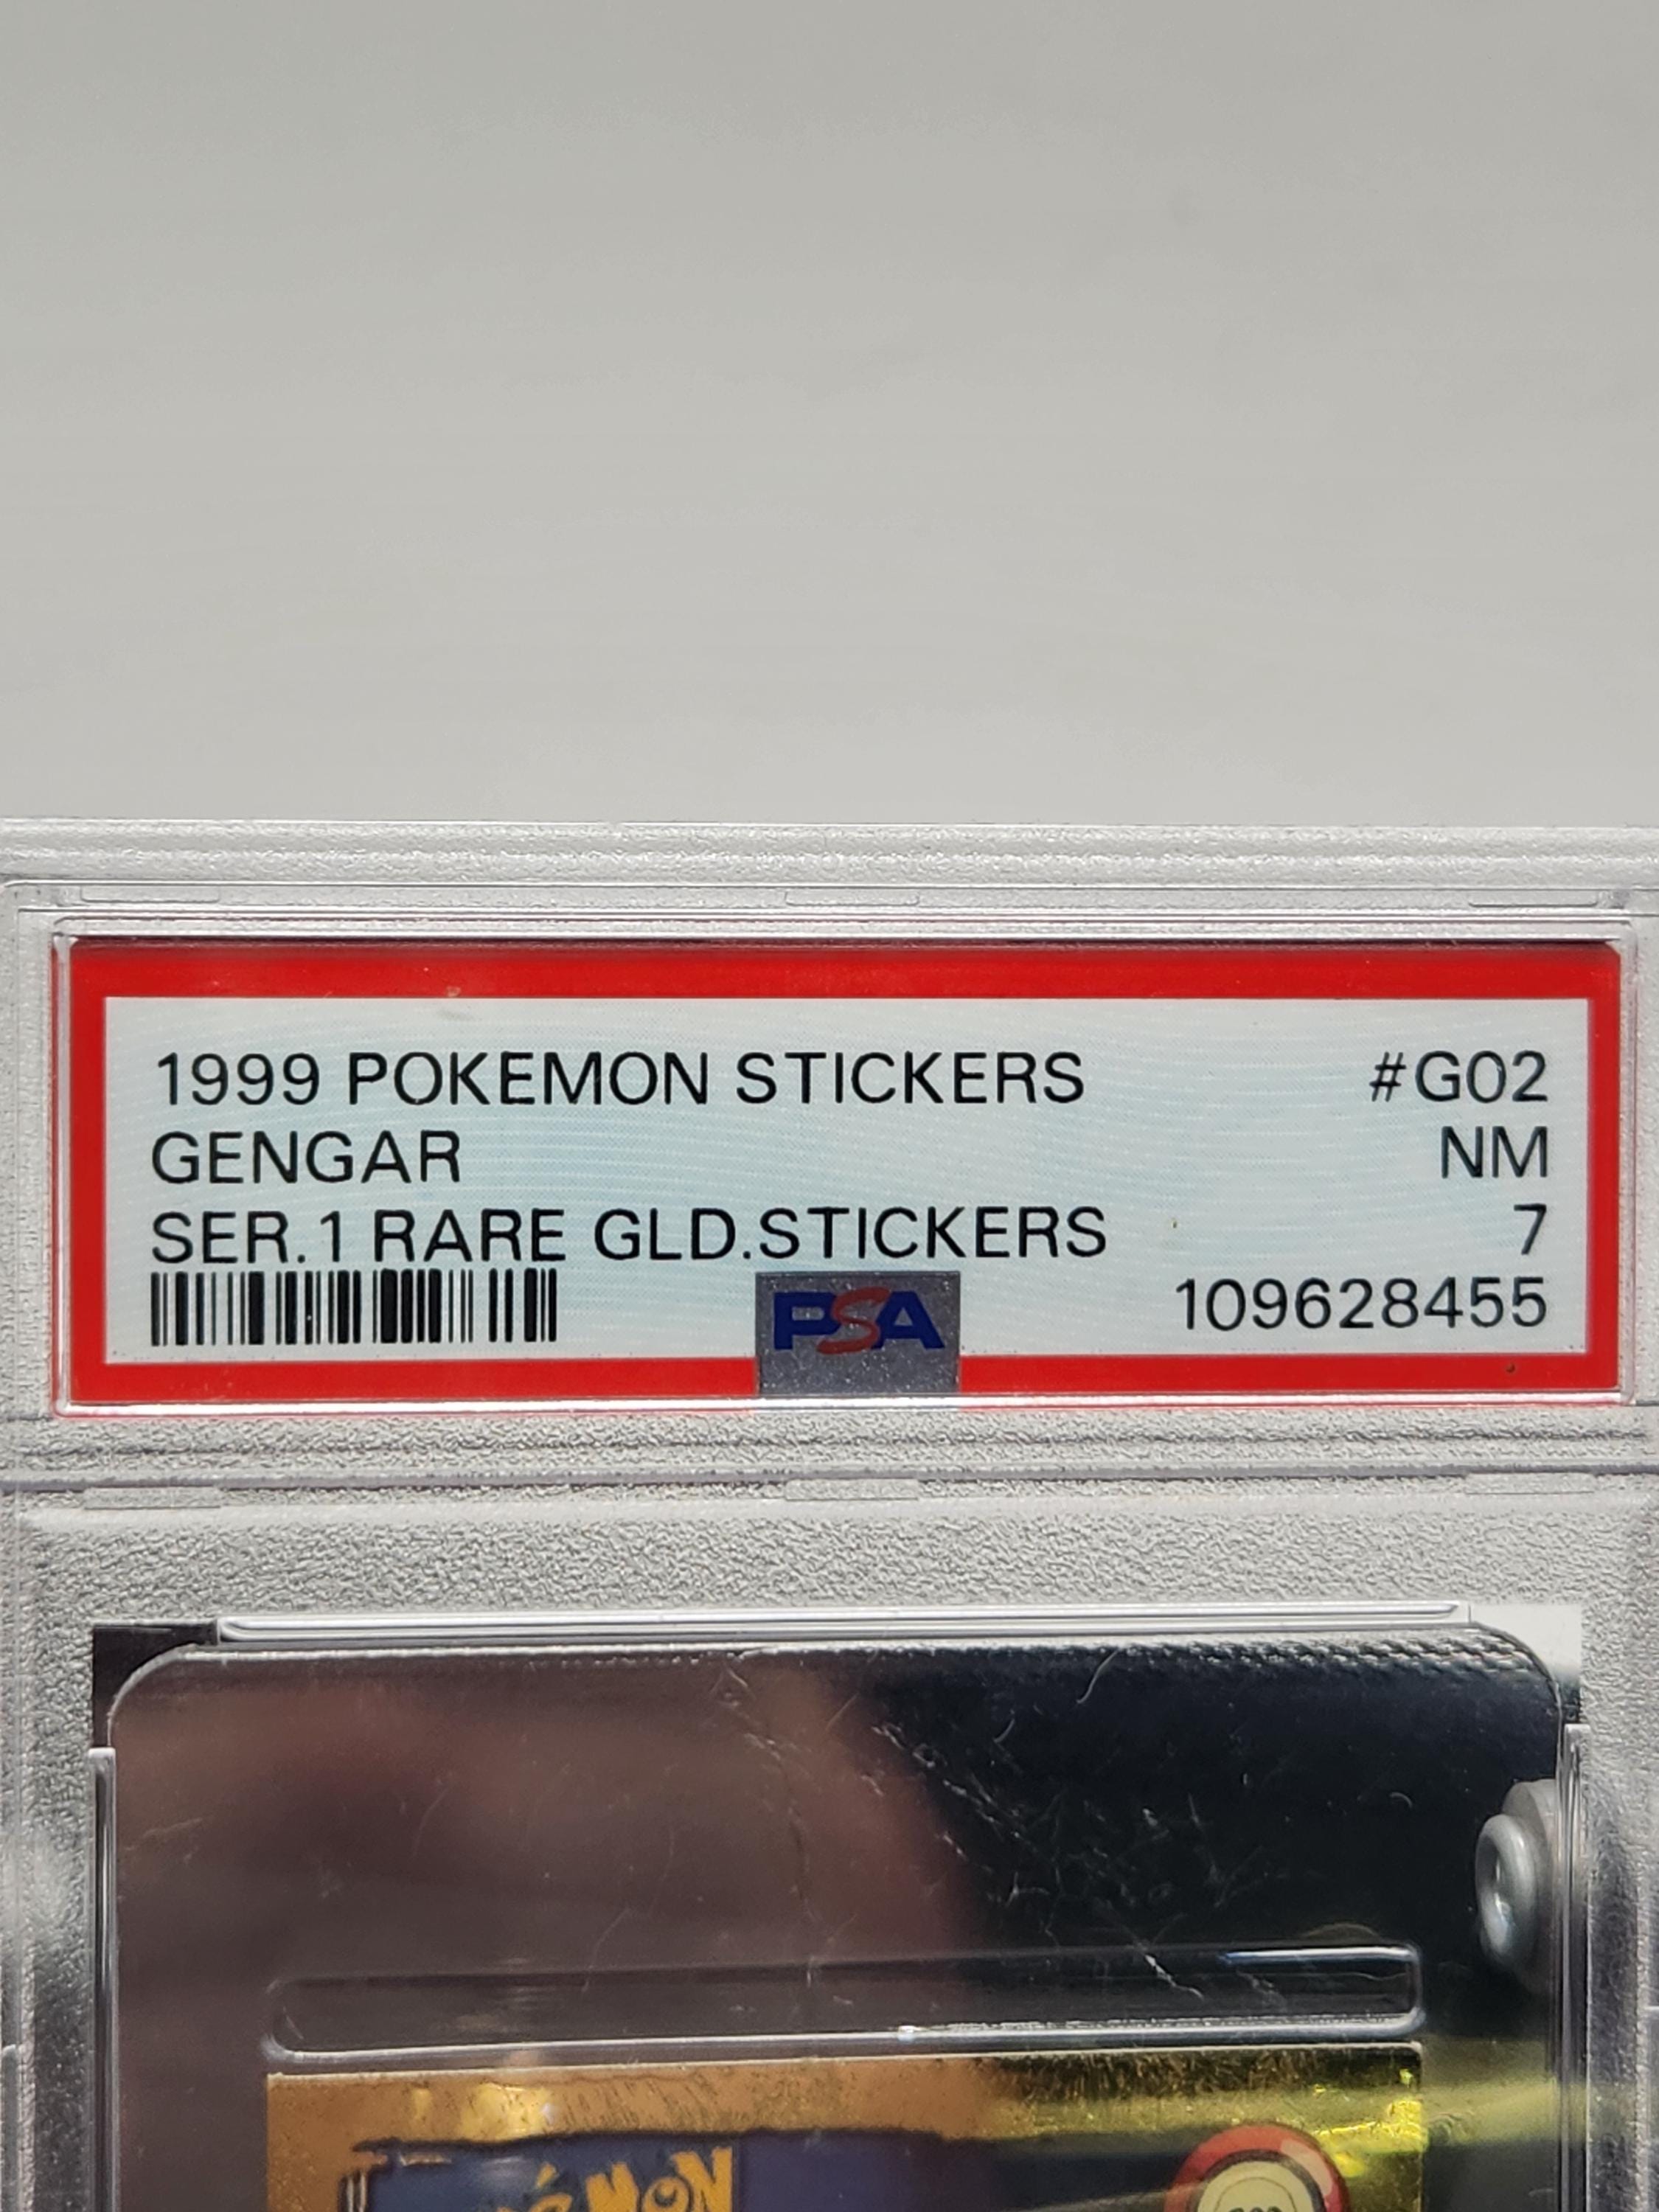 1999 POKEMON STICKERS #G02
GENGAR NM
SER.1 RARE GLD.STICKERS 7
PSA 109628455